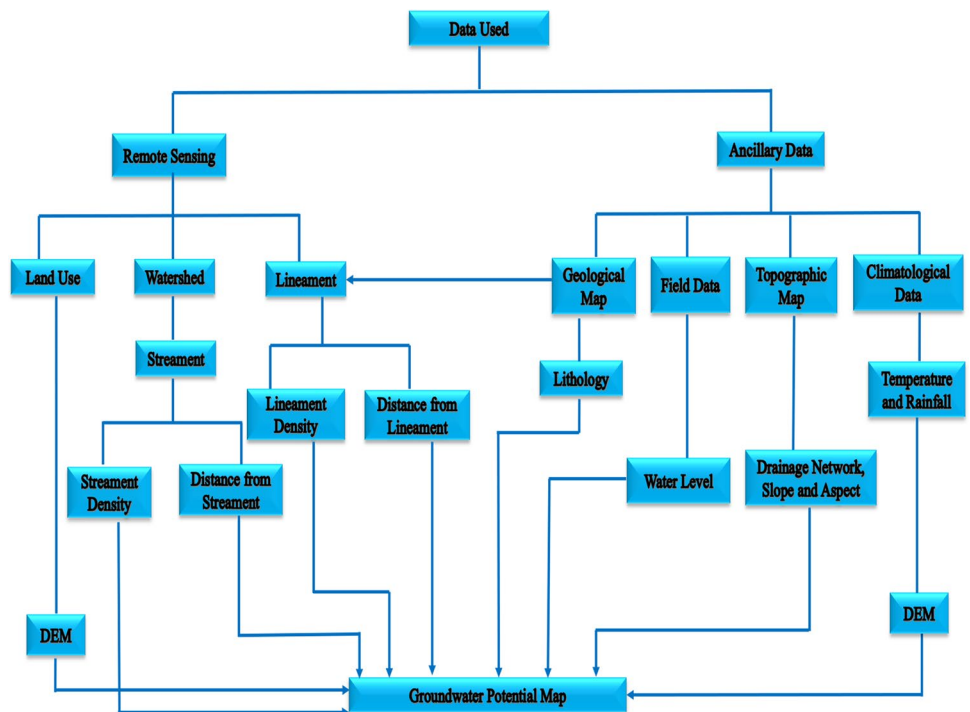 Data Used
Remote Sensing
Ancillary Data
Land Use
Watershed
Lineament
Geological
Map
Field Data
Topographic
Map
Climatological
Data
Streament
Lithology
Temperature
and Rainfall
Lineament
Density
Distance from
Lineament
Streament
Density
Distance from
Streament
Water Level
Drainage Network,
Slope and Aspect
DEM
DEM
Groundwater Potential Map